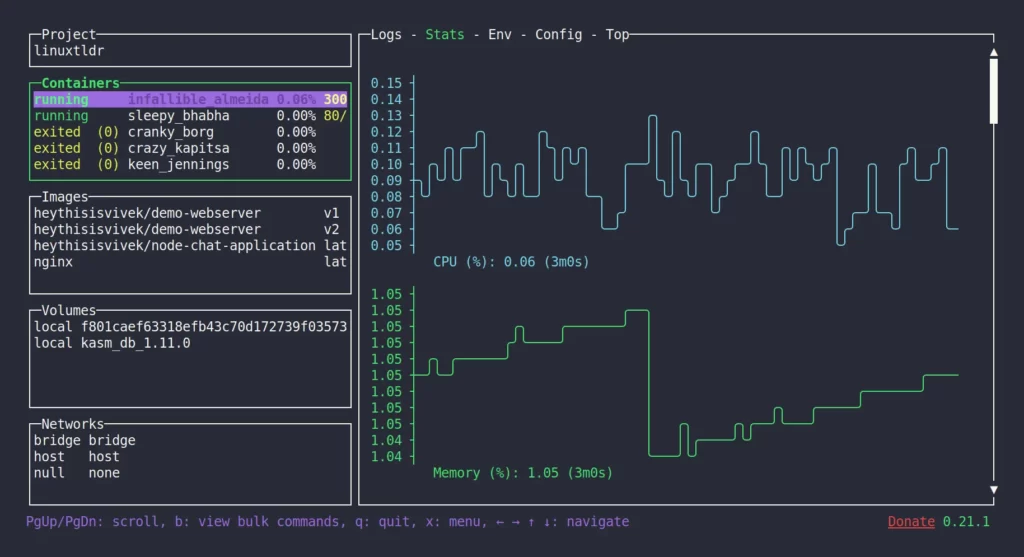 Project
linuxtldr
Containers
running infallible_almeida 0.06% 300
running sleepy_bhabha 0.00% 80/
exited (0) cranky_borg 0.00%
exited (0) crazy_kapitsa 0.00%
exited (0) keen_jennings 0.00%
Images
heythisisvivek/demo-webserver v1
heythisisvivek/demo-webserver v2
heythisisvivek/node-chat-application lat
nginx lat
Volumes
local f801caef63318efb43c70d172739f03573
local kasm_db_1.11.0
Networks
bridge bridge
host host
null none
Logs - Stats - Env - Config - Top
0.15
0.14
0.13
0.12
0.11
0.10
0.09
0.08
0.07
0.06
0.05
CPU (%): 0.06 (3m0s)
1.05
1.05
1.05
1.05
1.05
1.05
1.05
1.05
1.05
1.04
1.04
Memory (%): 1.05 (3m0s)
PgUp/PgDn: scroll, b: view bulk commands, q: quit, x: menu, ← → ↑ ↓: navigate
Donate 0.21.1